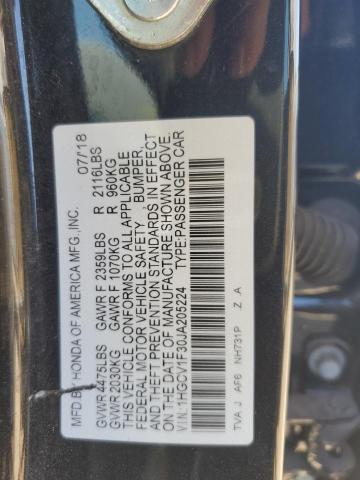 MFD BY HONDA OF AMERICA MFG.,INC. 07/18
GVWR 4475LBS GAWR F 2359LBS R 2116LBS
GVWR 2030KG GAWR F 1070KG R 960KG
THIS VEHICLE CONFORMS TO ALL APPLICABLE
FEDERAL MOTOR VEHICLE SAFETY, BUMPER,
AND THEFT PREVENTION STANDARDS IN EFFECT
ON THE DATE OF MANUFACTURE SHOWN ABOVE.
V.I.N.:1HGCV1F30JA205224 TYPE:PASSENGER CAR
TVA J AF6 NH731P Z A